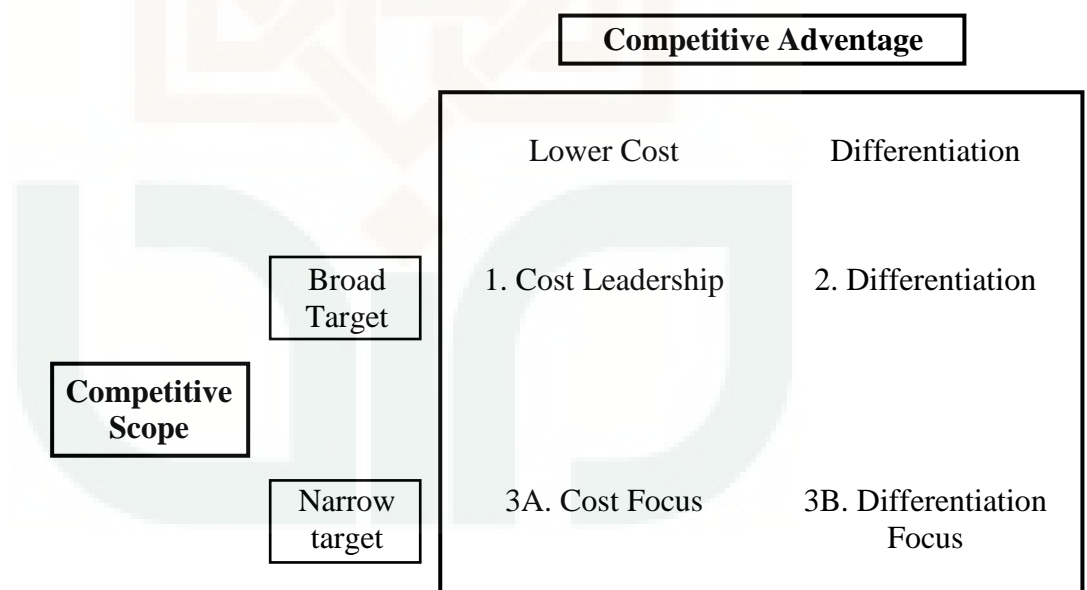 Competitive Adventage
Lower Cost Differentiation
Broad
Target
1. Cost Leadership 2. Differentiation
Competitive
Scope
Narrow
target
3A. Cost Focus 3B. Differentiation
Focus